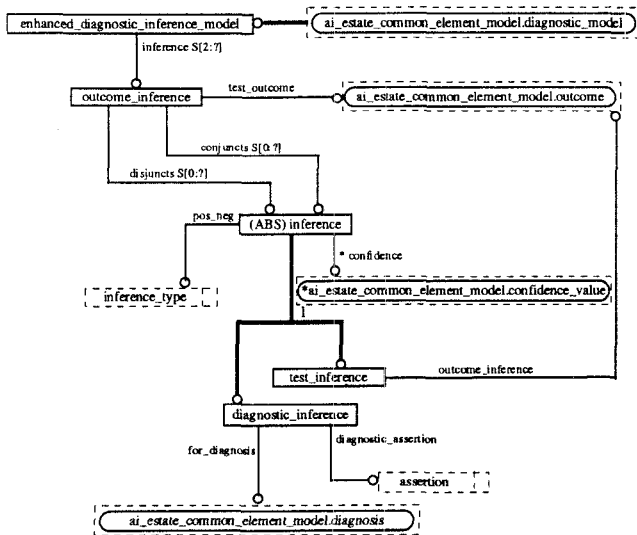 enhanced_diagnostic_inference_model
ai_estate_common_element_model.diagnostic_model
inference S[2:?]
outcome_inference
test_outcome
ai_estate_common_element_model.outcome
conjuncts S[0:?]
disjuncts S[0:?]
pos_neg
(ABS) inference
* confidence
inference_type
*ai_estate_common_element_model.confidence_value
1
test_inference
outcome_inference
diagnostic_inference
for_diagnosis
diagnostic_assertion
assertion
ai_estate_common_element_model.diagnosis